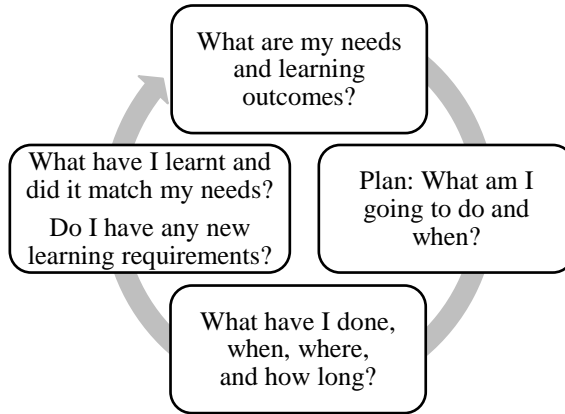 What are my needs
and learning
outcomes?
Plan: What am I
going to do and
when?
What have I done,
when, where,
and how long?
What have I learnt and
did it match my needs?
Do I have any new
learning requirements?